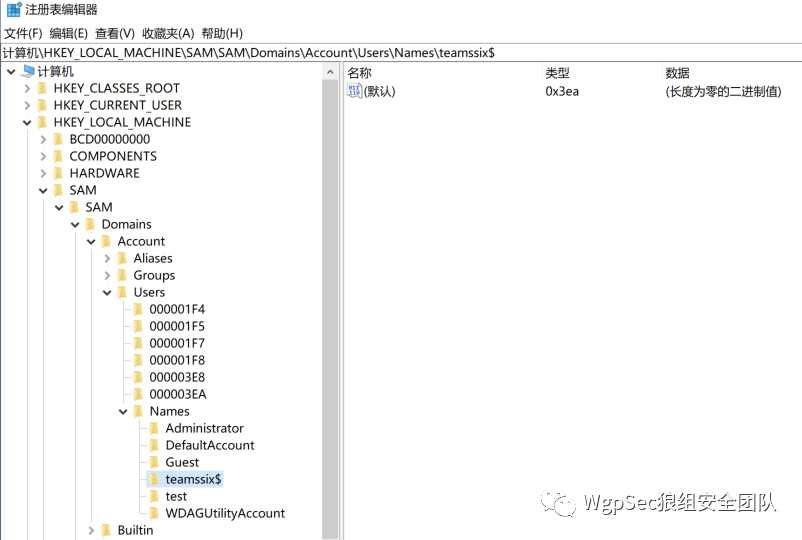 注册表编辑器
文件(F) 编辑(E) 查看(V) 收藏夹(A) 帮助(H)
计算机\HKEY_LOCAL_MACHINE\SAM\SAM\Domains\Account\Users\Names\teamssix$
计算机
HKEY_CLASSES_ROOT
HKEY_CURRENT_USER
HKEY_LOCAL_MACHINE
BCD00000000
COMPONENTS
HARDWARE
SAM
SAM
Domains
Account
Aliases
Groups
Users
000001F4
000001F5
000001F7
000001F8
000003E8
000003EA
Names
Administrator
DefaultAccount
Guest
teamssix$
test
WDAGUtilityAccount
Builtin
名称 类型 数据
(默认) 0x3ea (长度为零的二进制值)
WgpSec狼组安全团队